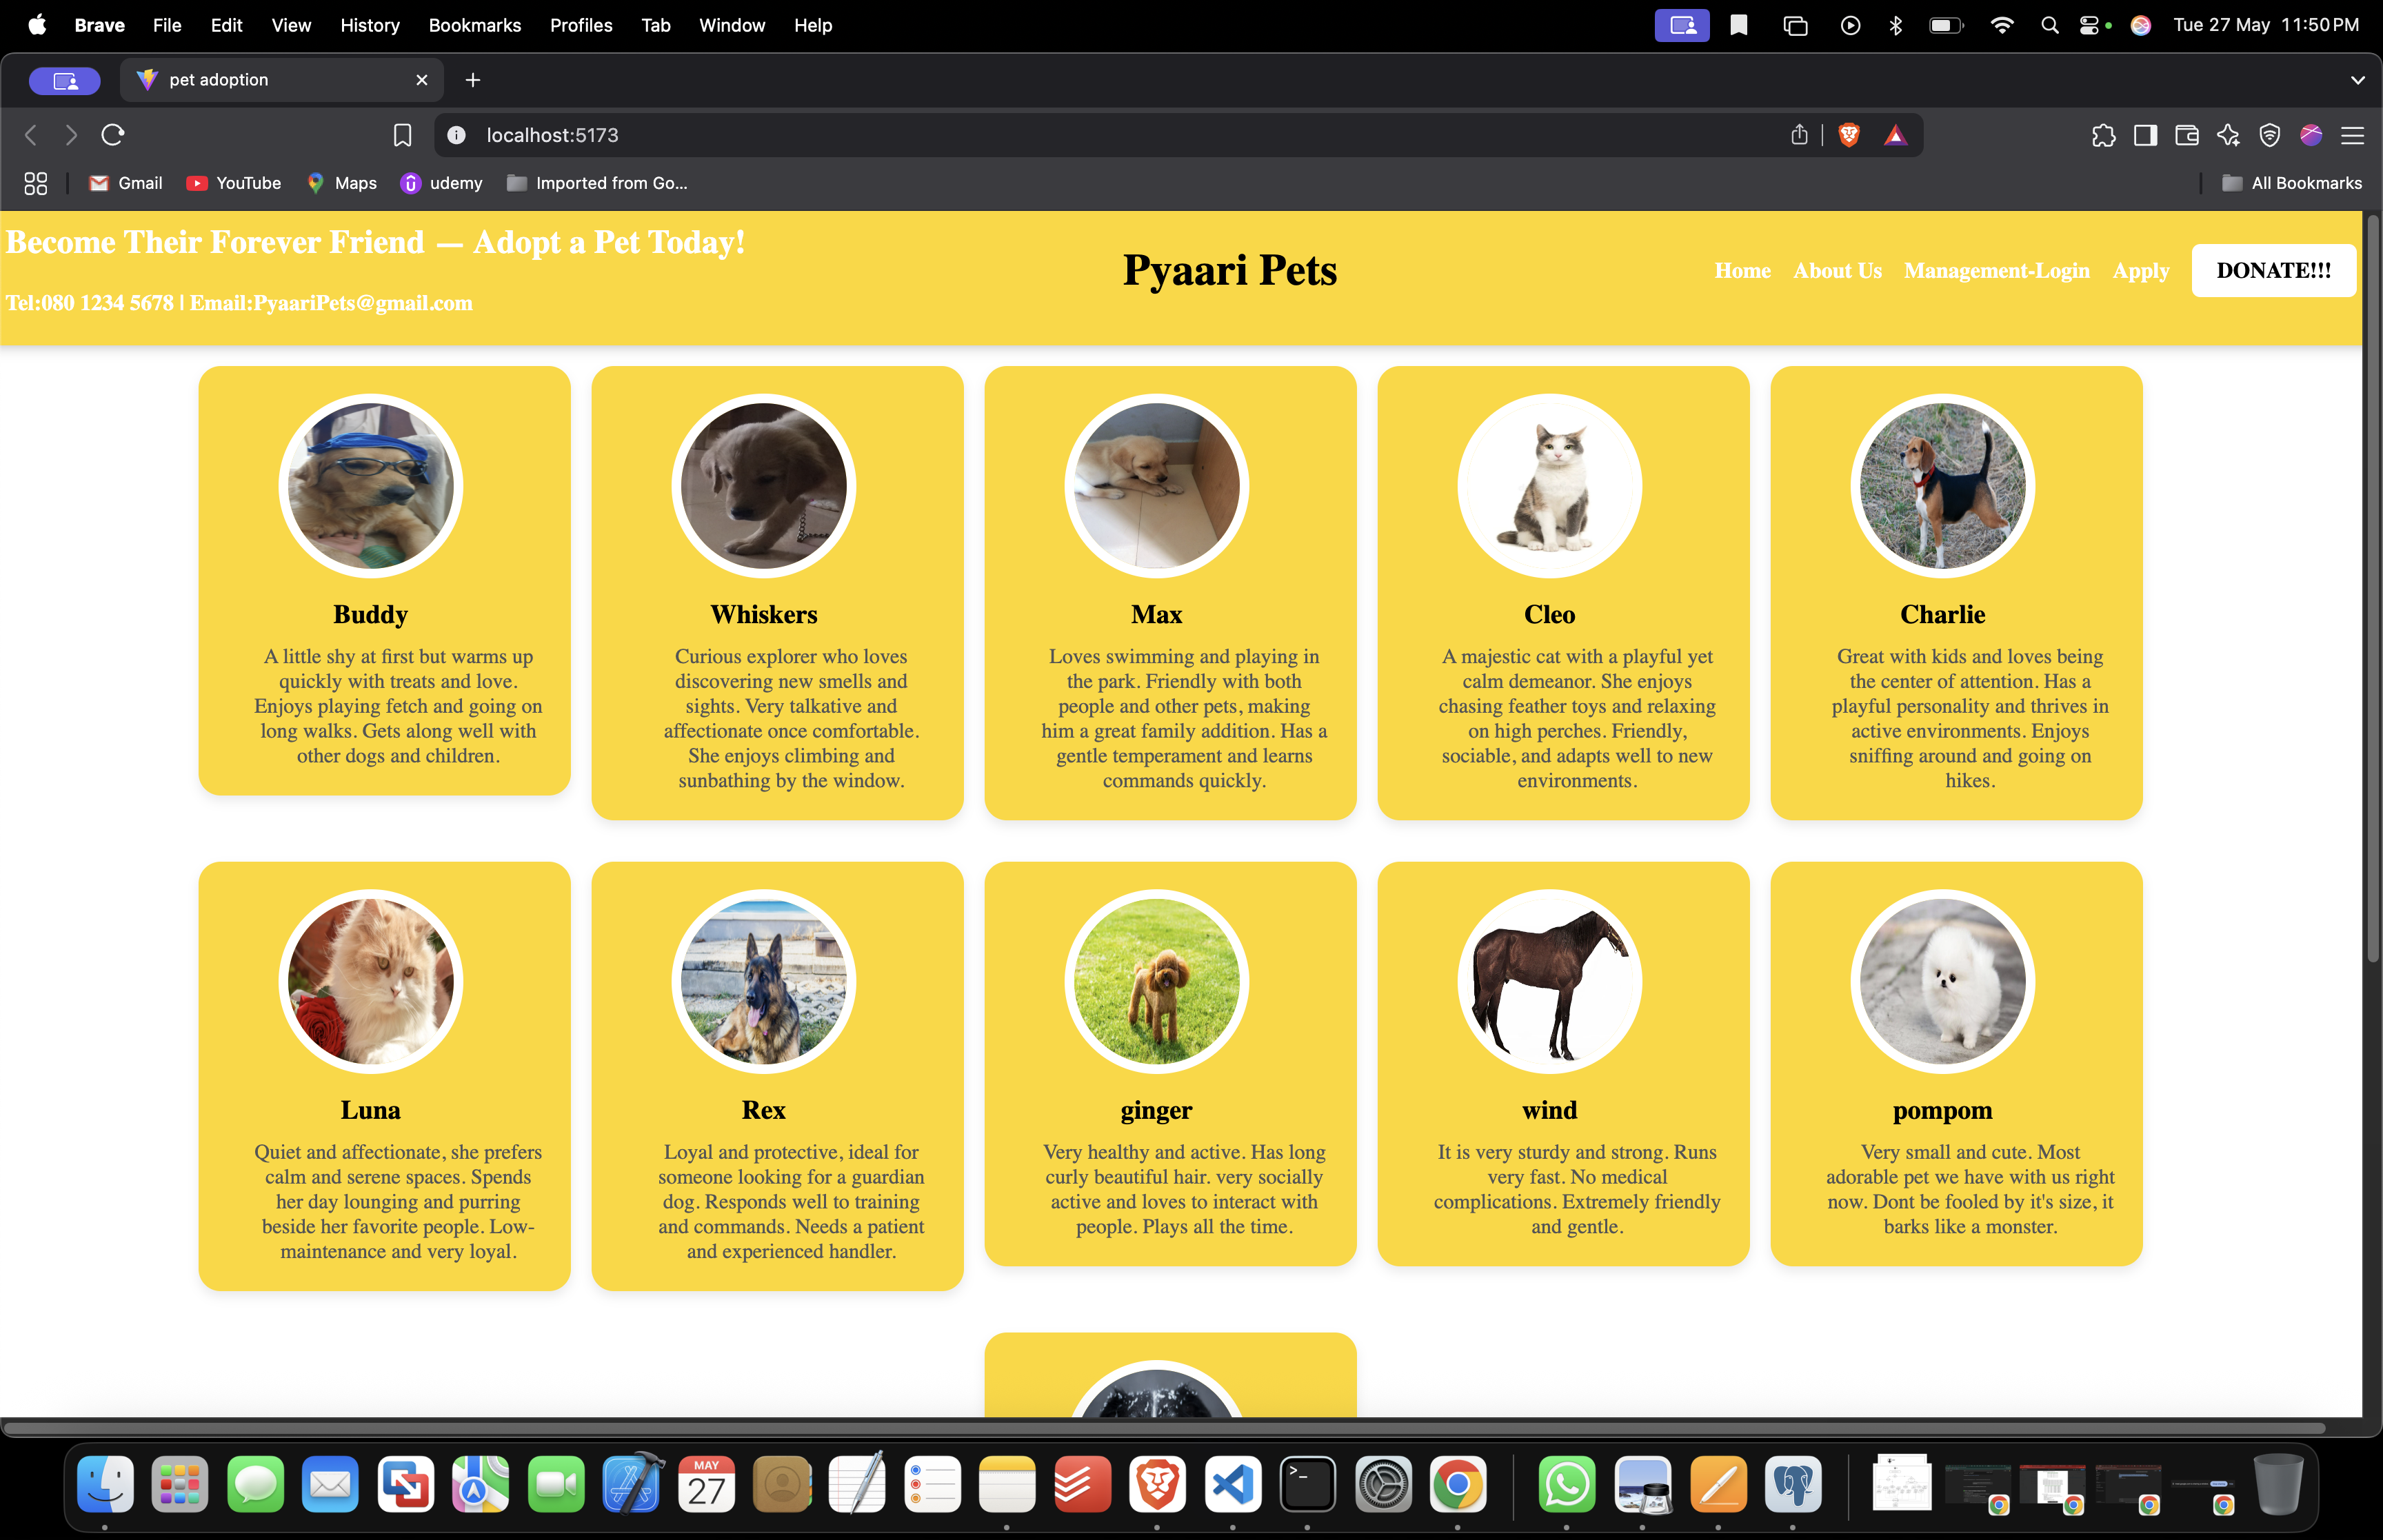 Brave File Edit View History Bookmarks Profiles Tab Window Help Tue 27 May 11:50 PM
pet adoption
localhost:5173
Gmail YouTube Maps udemy Imported from Go... All Bookmarks
Become Their Forever Friend — Adopt a Pet Today!
Tel:080 1234 5678 | Email:PyaariPets@gmail.com
Pyaari Pets
Home About Us Management-Login Apply DONATE!!!
Buddy
A little shy at first but warms up
quickly with treats and love.
Enjoys playing fetch and going on
long walks. Gets along well with
other dogs and children.
Whiskers
Curious explorer who loves
discovering new smells and
sights. Very talkative and
affectionate once comfortable.
She enjoys climbing and
sunbathing by the window.
Max
Loves swimming and playing in
the park. Friendly with both
people and other pets, making
him a great family addition. Has a
gentle temperament and learns
commands quickly.
Cleo
A majestic cat with a playful yet
calm demeanor. She enjoys
chasing feather toys and relaxing
on high perches. Friendly,
sociable, and adapts well to new
environments.
Charlie
Great with kids and loves being
the center of attention. Has a
playful personality and thrives in
active environments. Enjoys
sniffing around and going on
hikes.
Luna
Quiet and affectionate, she prefers
calm and serene spaces. Spends
her day lounging and purring
beside her favorite people. Low-
maintenance and very loyal.
Rex
Loyal and protective, ideal for
someone looking for a guardian
dog. Responds well to training
and commands. Needs a patient
and experienced handler.
ginger
Very healthy and active. Has long
curly beautiful hair. very socially
active and loves to interact with
people. Plays all the time.
wind
It is very sturdy and strong. Runs
very fast. No medical
complications. Extremely friendly
and gentle.
pompom
Very small and cute. Most
adorable pet we have with us right
now. Dont be fooled by it's size, it
barks like a monster.
MAY
27